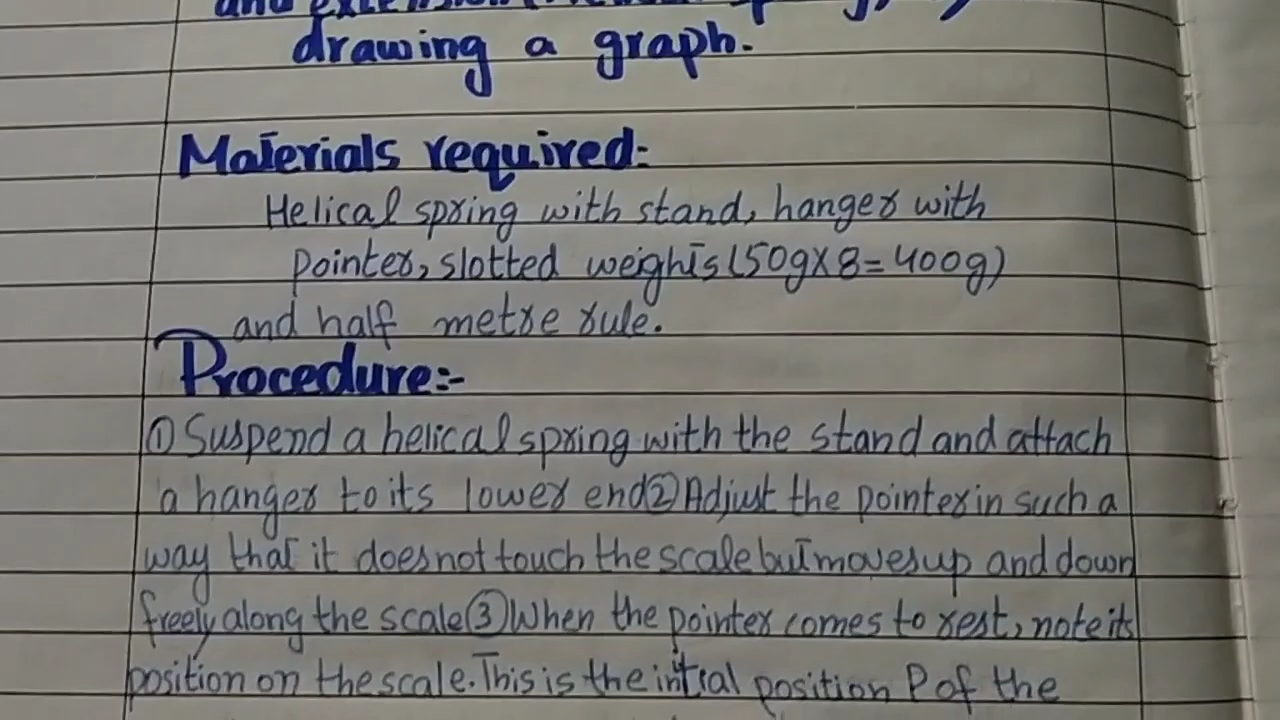 and extension
drawing a graph.
Materials required:
Helical spring with stand, hanger with
pointer, slotted weights (50g×8=400g)
and half metre rule.
Procedure:-
① Suspend a helical spring with the stand and attach
a hanger to its lower end ② Adjust the pointer in such a
way that it does not touch the scale but moves up and down
freely along the scale ③ When the pointer comes to rest, note its
position on the scale. This is the initial position P of the